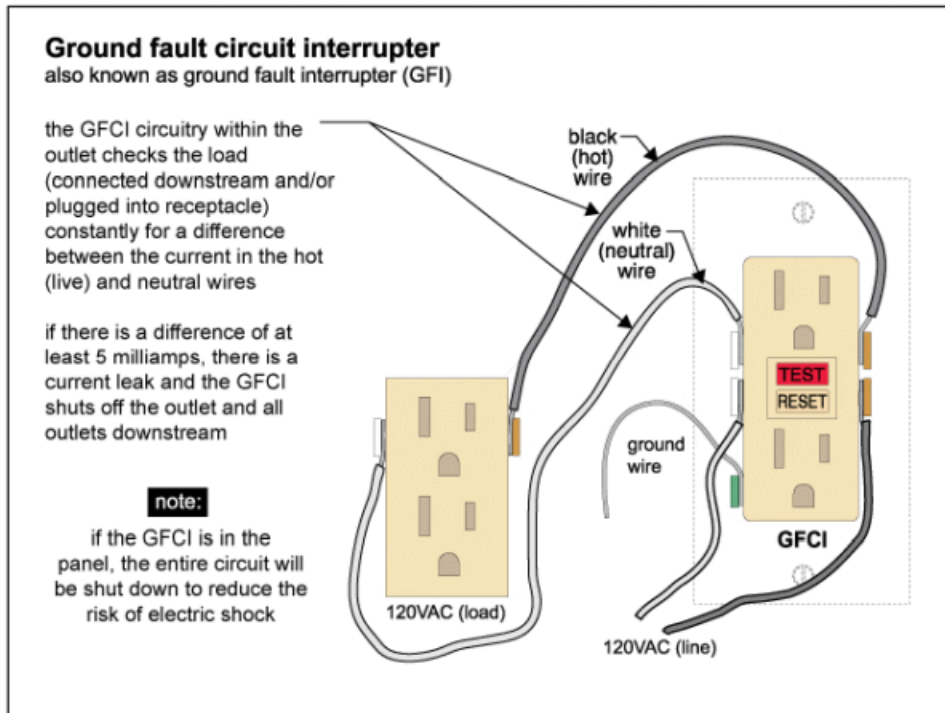 Ground fault circuit interrupter
also known as ground fault interrupter (GFI)
the GFCI circuitry within the
outlet checks the load
(connected downstream and/or
plugged into receptacle)
constantly for a difference
between the current in the hot
(live) and neutral wires
if there is a difference of at
least 5 milliamps, there is a
current leak and the GFCI
shuts off the outlet and all
outlets downstream
note:
if the GFCI is in the
panel, the entire circuit will
be shut down to reduce the
risk of electric shock
black
(hot)
wire
white
(neutral)
wire
TEST
RESET
ground
wire
GFCI
120VAC (load)
120VAC (line)